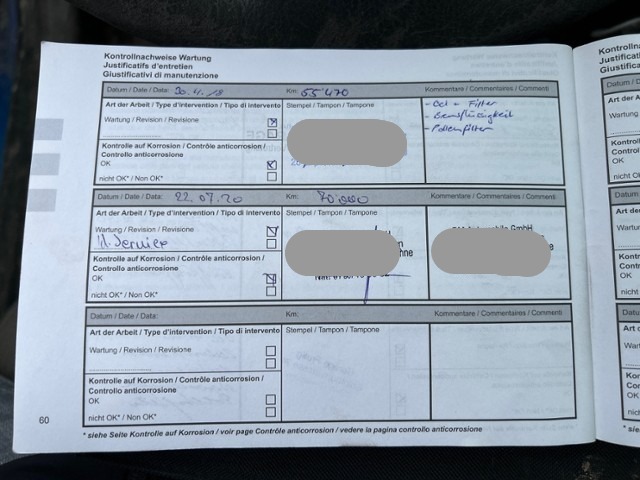 Kontrollnachweise Wartung
Justificatifs d'entretien
Giustificativi di manutenzione
Datum / Date / Data: 30.4.18 Km: 55'470 Kommentare / Commentaires / Commenti
Art der Arbeit / Type d'intervention / Tipo di intervento Stempel / Tampon / Tampone
Wartung / Revision / Revisione
- Oel + Filter
- Bremsflüssigkeit
- Pollenfilter
Kontrolle auf Korrosion / Contrôle anticorrosion /
Controllo anticorrosione
OK
nicht OK* / Non OK*
Datum / Date / Data: 22.07.20 Km: Kommentare / Commentaires / Commenti
Art der Arbeit / Type d'intervention / Tipo di intervento Stempel / Tampon / Tampone
Wartung / Revision / Revisione
Kontrolle auf Korrosion / Contrôle anticorrosion /
Controllo anticorrosione
OK
nicht OK* / Non OK*
GmbH
Datum / Date / Data: Km: Kommentare / Commentaires / Commenti
Art der Arbeit / Type d'intervention / Tipo di intervento Stempel / Tampon / Tampone
Wartung / Revision / Revisione
Kontrolle auf Korrosion / Contrôle anticorrosion /
Controllo anticorrosione
OK
nicht OK* / Non OK*
60
* siehe Seite Kontrolle auf Korrosion / voir page Contrôle anticorrosion / vedere la pagina controllo anticorrosione